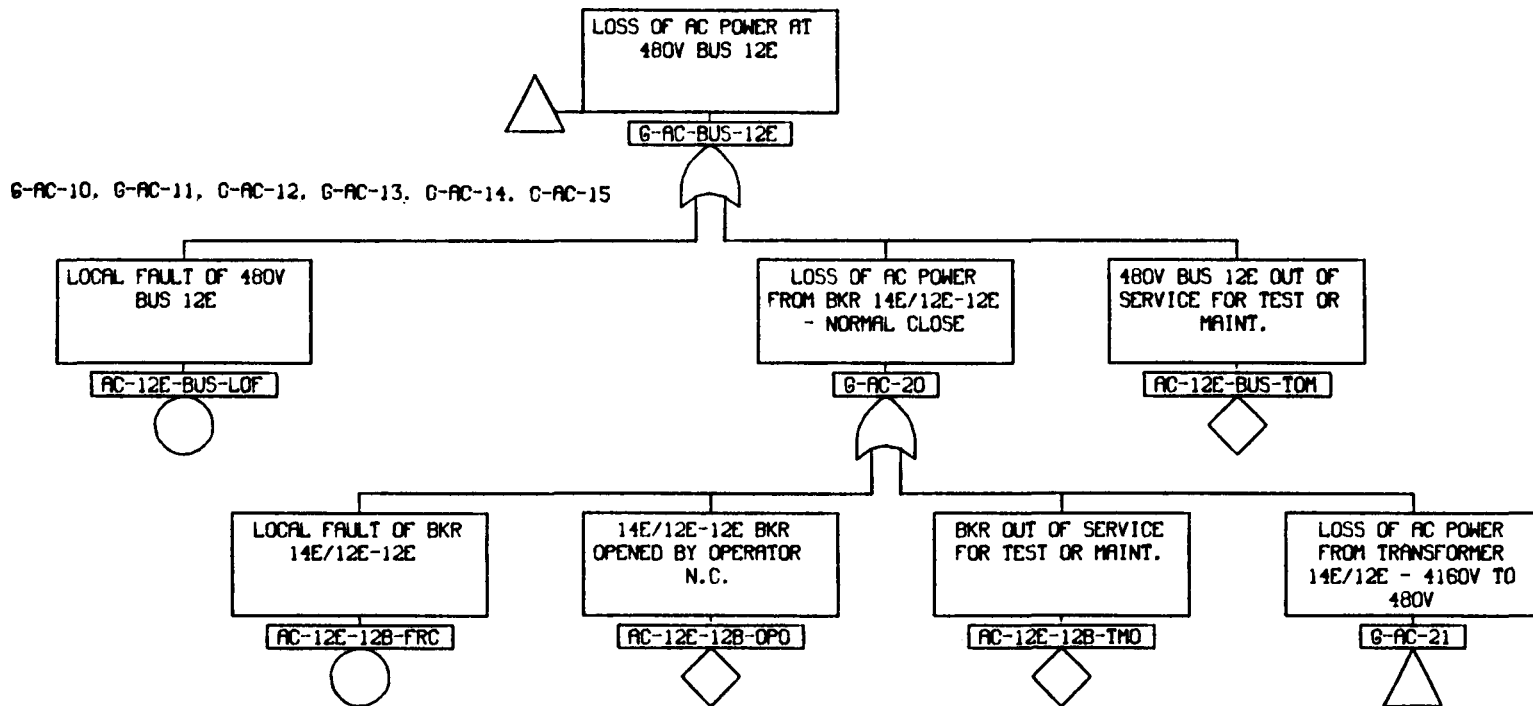 LOSS OF AC POWER AT
480V BUS 12E
G-AC-BUS-12E
G-AC-10, G-AC-11, G-AC-12, G-AC-13, G-AC-14, G-AC-15
LOCAL FAULT OF 480V
BUS 12E
AC-12E-BUS-LOF
LOSS OF AC POWER
FROM BKR 14E/12E-12E
- NORMAL CLOSE
G-AC-20
480V BUS 12E OUT OF
SERVICE FOR TEST OR
MAINT.
AC-12E-BUS-TOM
LOCAL FAULT OF BKR
14E/12E-12E
AC-12E-12B-FRC
14E/12E-12E BKR
OPENED BY OPERATOR
N.C.
AC-12E-12B-OPO
BKR OUT OF SERVICE
FOR TEST OR MAINT.
AC-12E-12B-TMO
LOSS OF AC POWER
FROM TRANSFORMER
14E/12E - 4160V TO
480V
G-AC-21